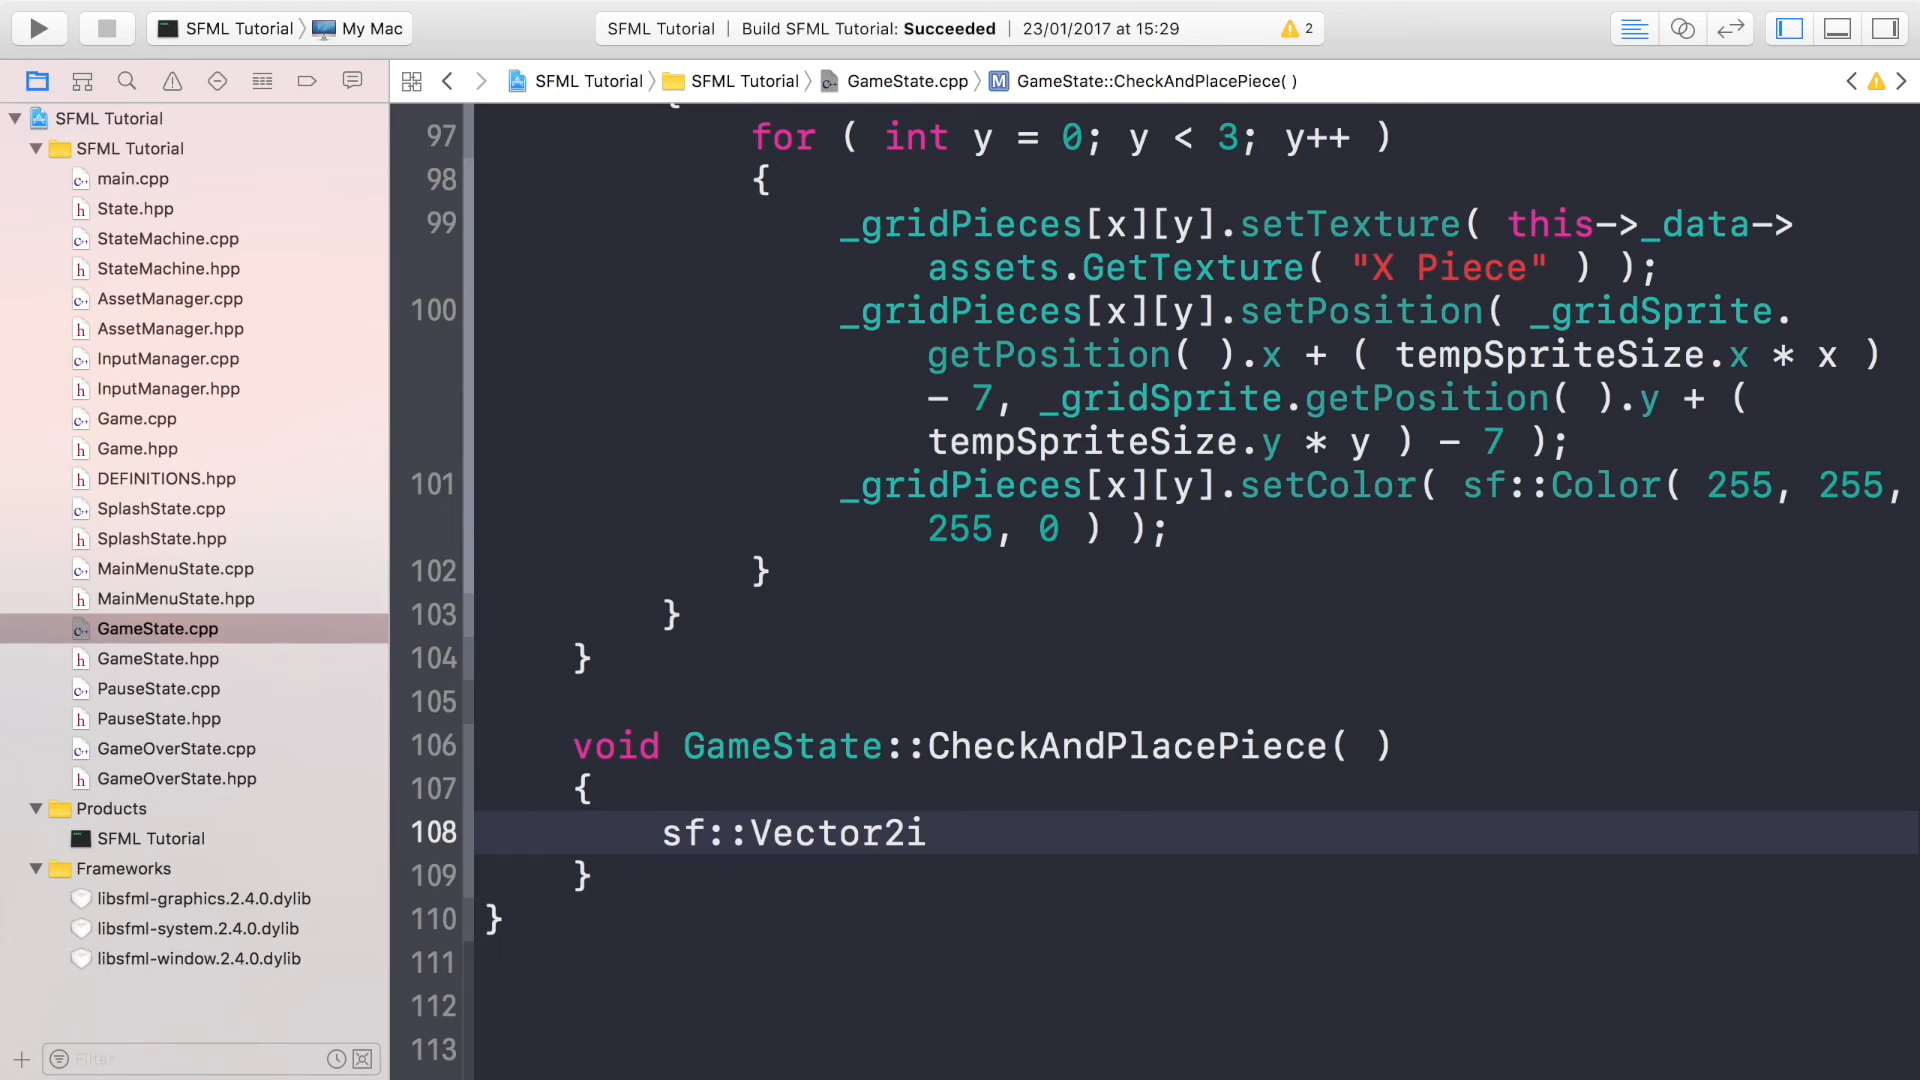 SFML Tutorial My Mac SFML Tutorial | Build SFML Tutorial: Succeeded | 23/01/2017 at 15:29 2
SFML Tutorial SFML Tutorial GameState.cpp M GameState::CheckAndPlacePiece( )
SFML Tutorial
SFML Tutorial
main.cpp
State.hpp
StateMachine.cpp
StateMachine.hpp
AssetManager.cpp
AssetManager.hpp
InputManager.cpp
InputManager.hpp
Game.cpp
Game.hpp
DEFINITIONS.hpp
SplashState.cpp
SplashState.hpp
MainMenuState.cpp
MainMenuState.hpp
GameState.cpp
GameState.hpp
PauseState.cpp
PauseState.hpp
GameOverState.cpp
GameOverState.hpp
Products
SFML Tutorial
Frameworks
libsfml-graphics.2.4.0.dylib
libsfml-system.2.4.0.dylib
libsfml-window.2.4.0.dylib
Filter
97 for ( int y = 0; y < 3; y++ )
98 {
99 _gridPieces[x][y].setTexture( this->_data->
assets.GetTexture( "X Piece" ) );
100 _gridPieces[x][y].setPosition( _gridSprite.
getPosition( ).x + ( tempSpriteSize.x * x )
- 7, _gridSprite.getPosition( ).y + (
tempSpriteSize.y * y ) - 7 );
101 _gridPieces[x][y].setColor( sf::Color( 255, 255,
255, 0 ) );
102 }
103 }
104 }
105
106 void GameState::CheckAndPlacePiece( )
107 {
108 sf::Vector2i
109 }
110 }
111
112
113